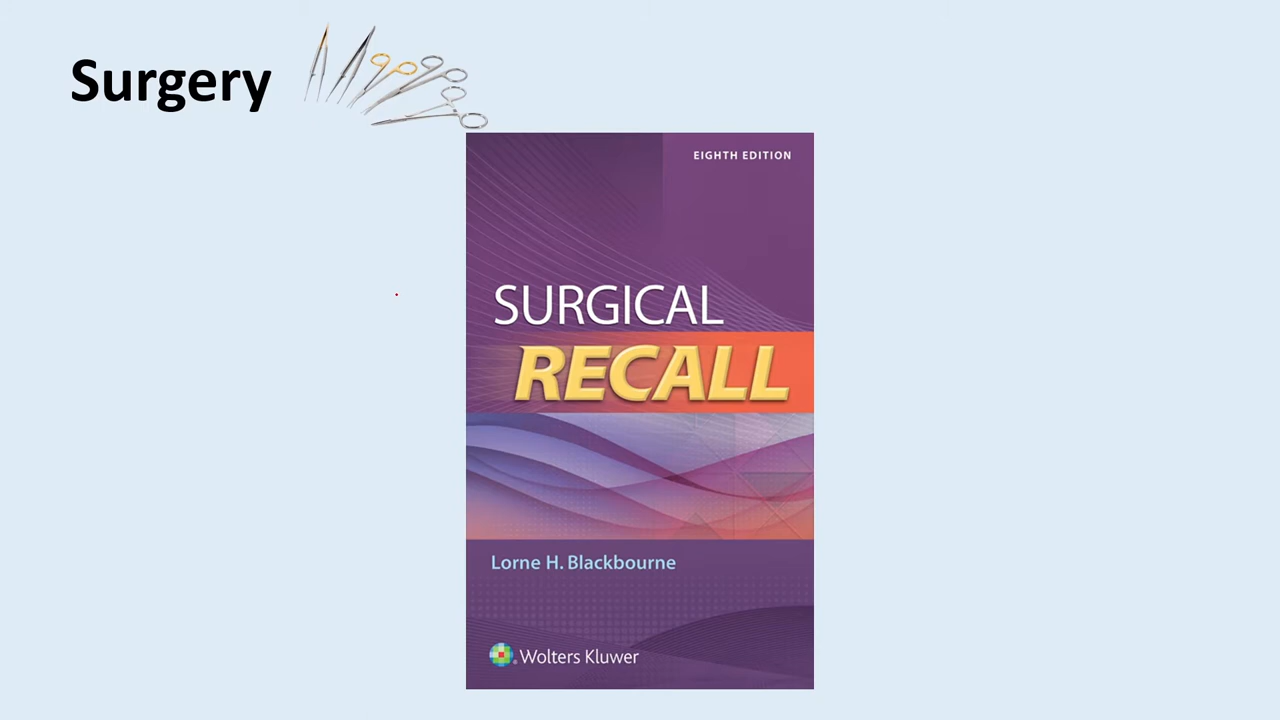 Surgery
EIGHTH EDITION
SURGICAL
RECALL
Lorne H. Blackbourne
Wolters Kluwer